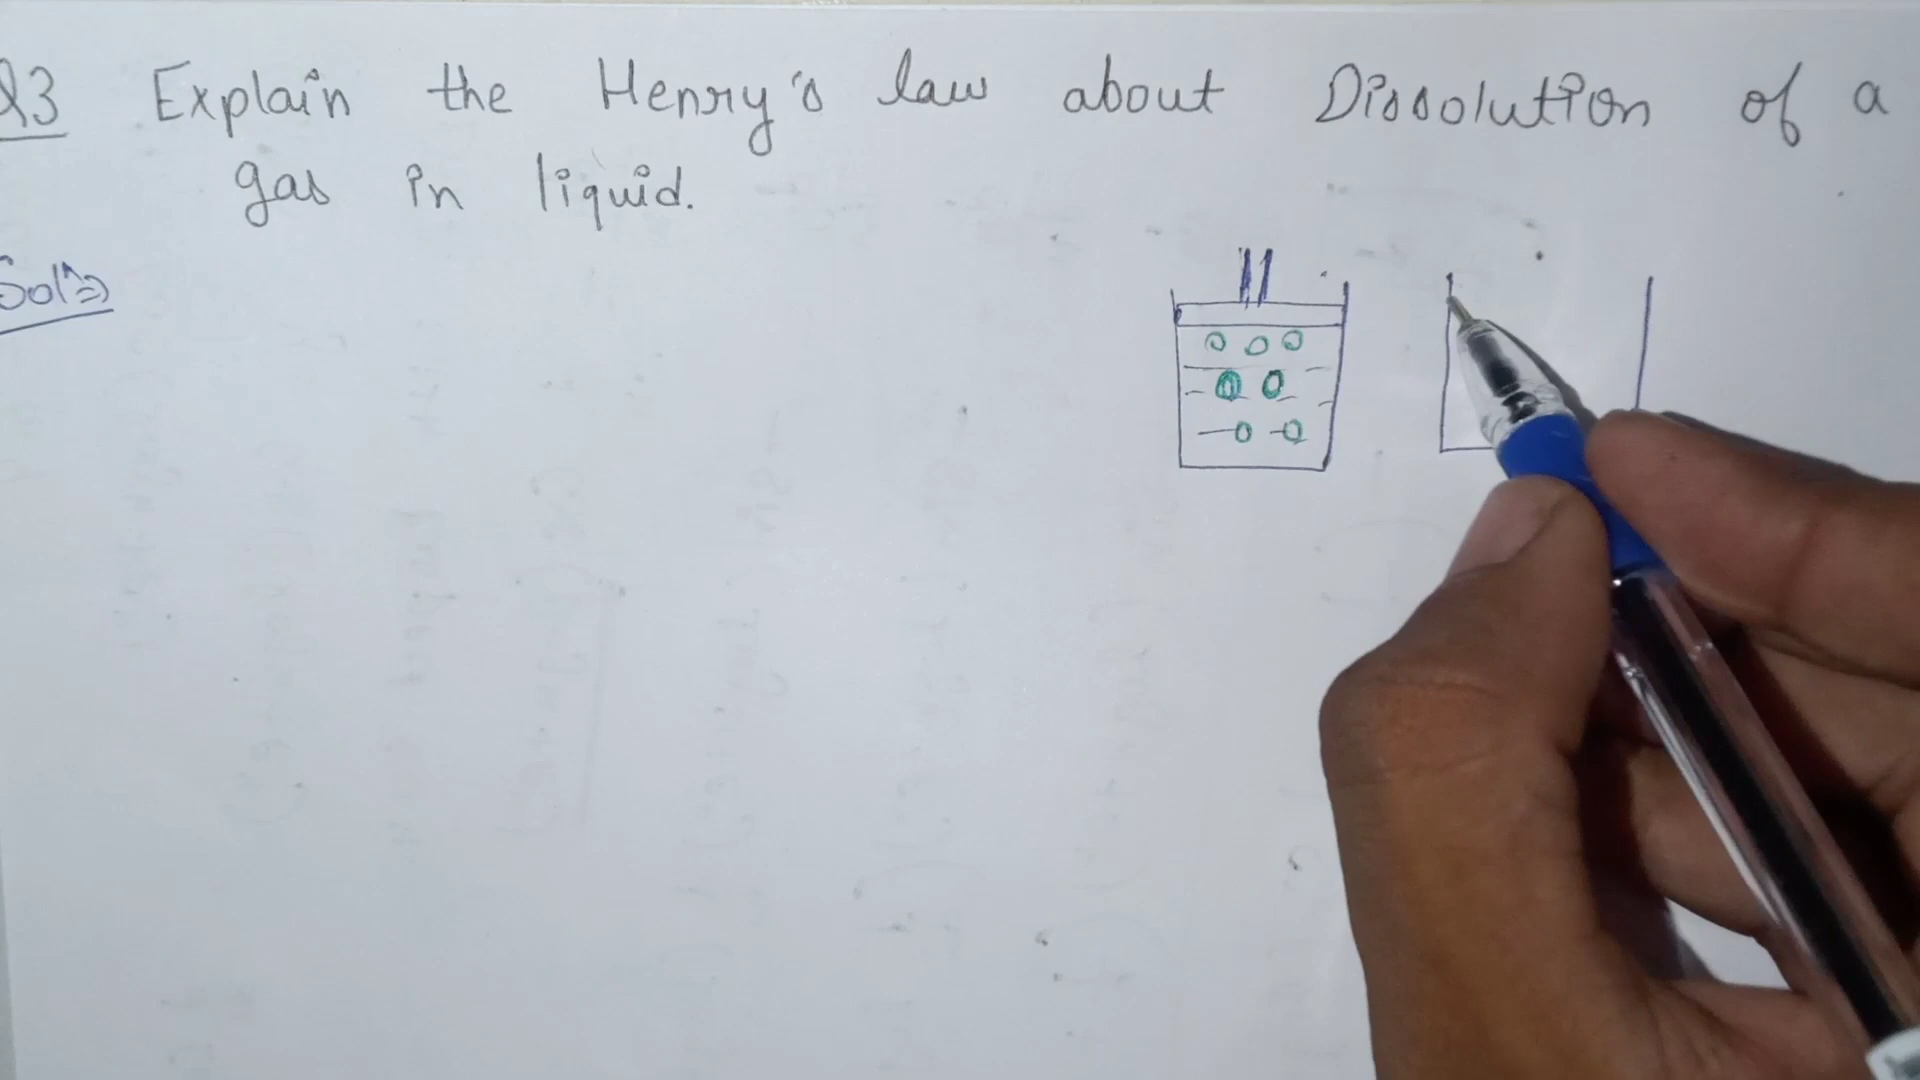 Q3 Explain the Henry's law about Dissolution of a
gas in liquid.
Solⁿ⇒